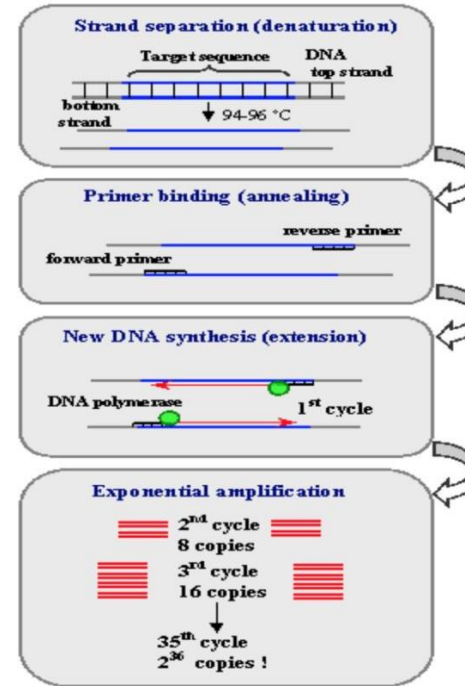 Strand separation (denaturation)
Target sequence
DNA
top strand
bottom
strand
94-96 °C
Primer binding (annealing)
reverse primer
forward primer
New DNA synthesis (extension)
DNA polymerase
1st cycle
Exponential amplification
2nd cycle
8 copies
3rd cycle
16 copies
35th cycle
2^36 copies !